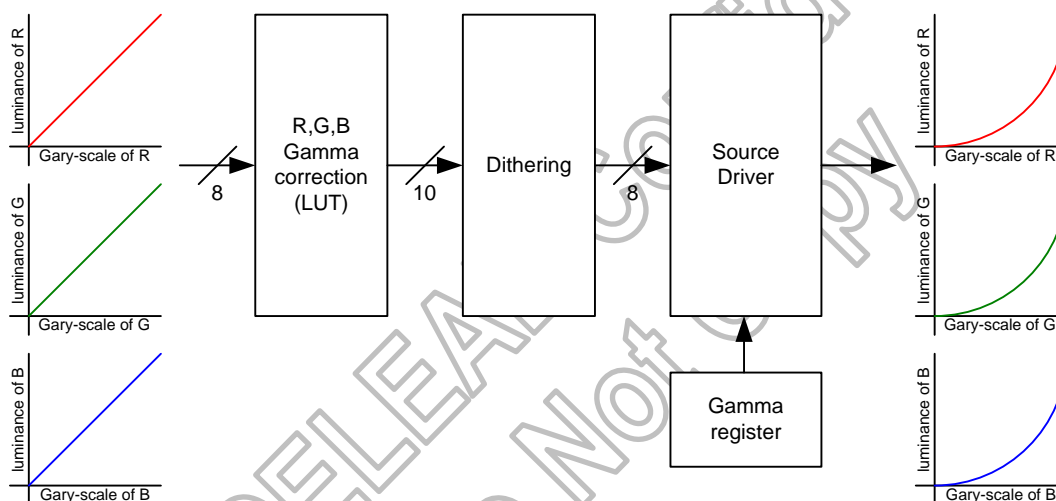 luminance of R
Gary-scale of R
luminance of G
Gary-scale of G
luminance of B
Gary-scale of B
8
R,G,B
Gamma
correction
(LUT)
10
Dithering
8
Source
Driver
Gamma
register
luminance of R
Gary-scale of R
luminance of G
Gary-scale of G
luminance of B
Gary-scale of B
Not